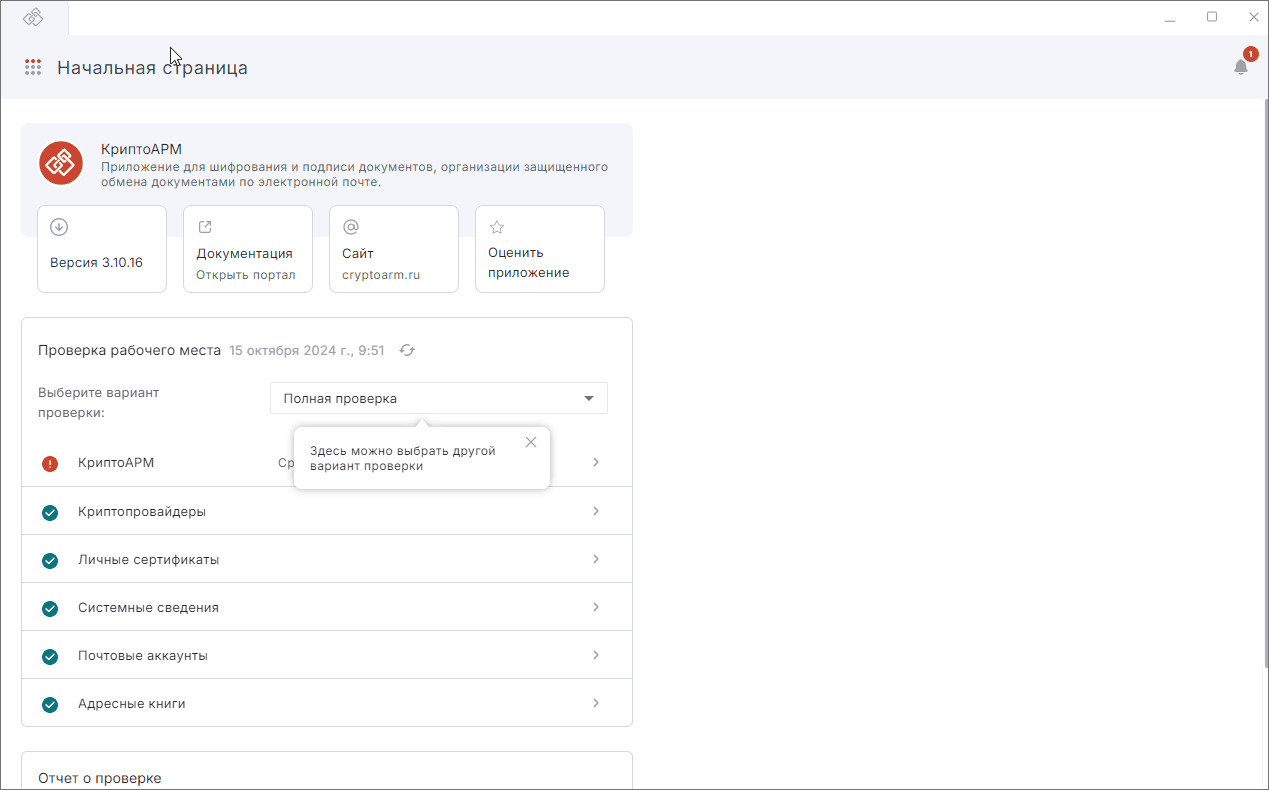 Начальная страница
1
КриптоАРМ
Приложение для шифрования и подписи документов, организации защищенного
обмена документами по электронной почте.
Версия 3.10.16
Документация
Открыть портал
Сайт
cryptoarm.ru
Оценить
приложение
Проверка рабочего места 15 октября 2024 г., 9:51
Выберите вариант
проверки:
Полная проверка
Здесь можно выбрать другой
вариант проверки
КриптоАРМ
Криптопровайдеры
Личные сертификаты
Системные сведения
Почтовые аккаунты
Адресные книги
Отчет о проверке